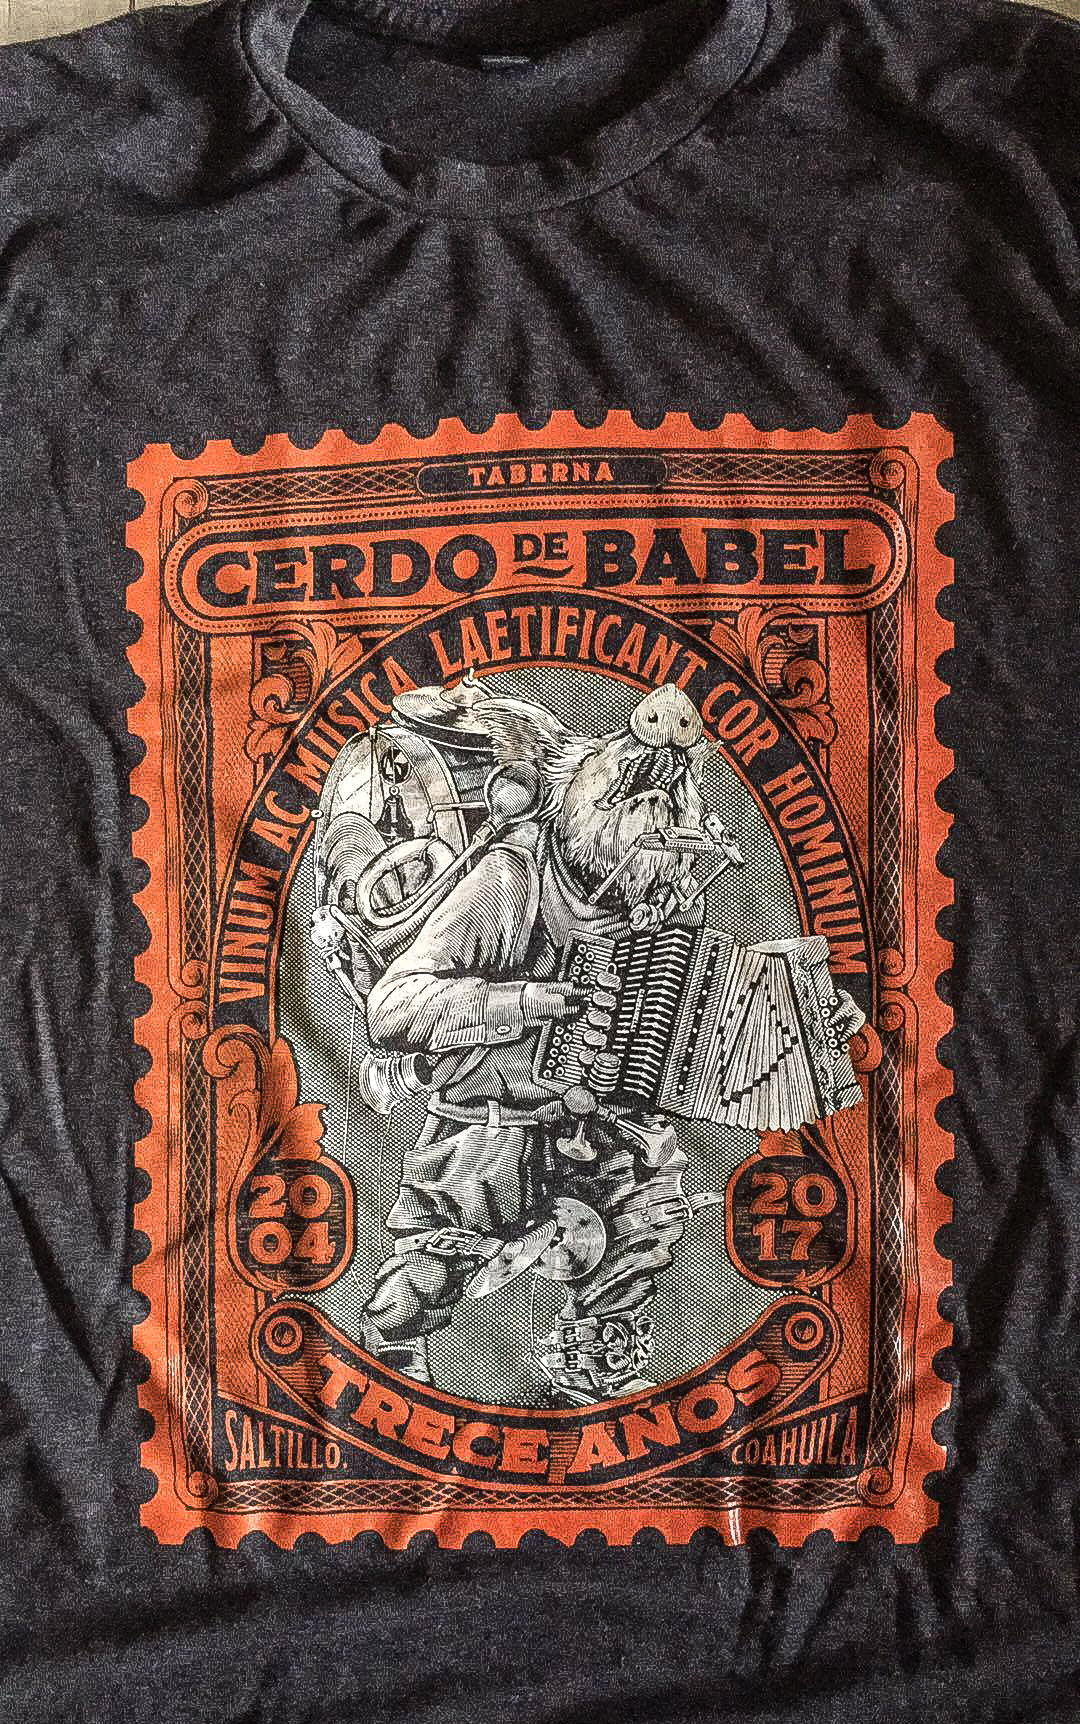 TABERNA
CERDO DE BABEL
VINUM AC MUSICA LAETIFICANT COR HOMINUM
20
04
20
17
TRECE AÑOS
SALTILLO,
COAHUILA